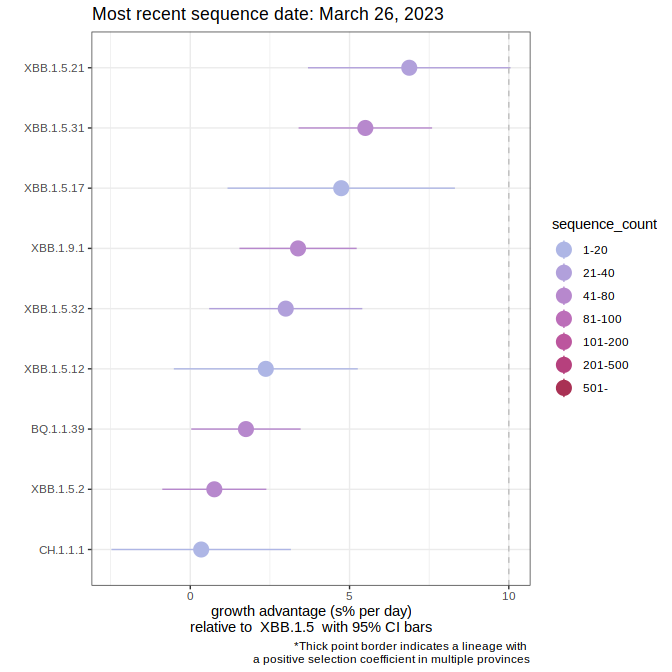 Most recent sequence date: March 26, 2023
XBB.1.5.21
XBB.1.5.31
XBB.1.5.17
XBB.1.9.1
XBB.1.5.32
XBB.1.5.12
BQ.1.1.39
XBB.1.5.2
CH.1.1.1
0 5 10
growth advantage (s% per day)
relative to  XBB.1.5  with 95% CI bars
*Thick point border indicates a lineage with
a positive selection coefficient in multiple provinces
sequence_count
1-20
21-40
41-80
81-100
101-200
201-500
501-